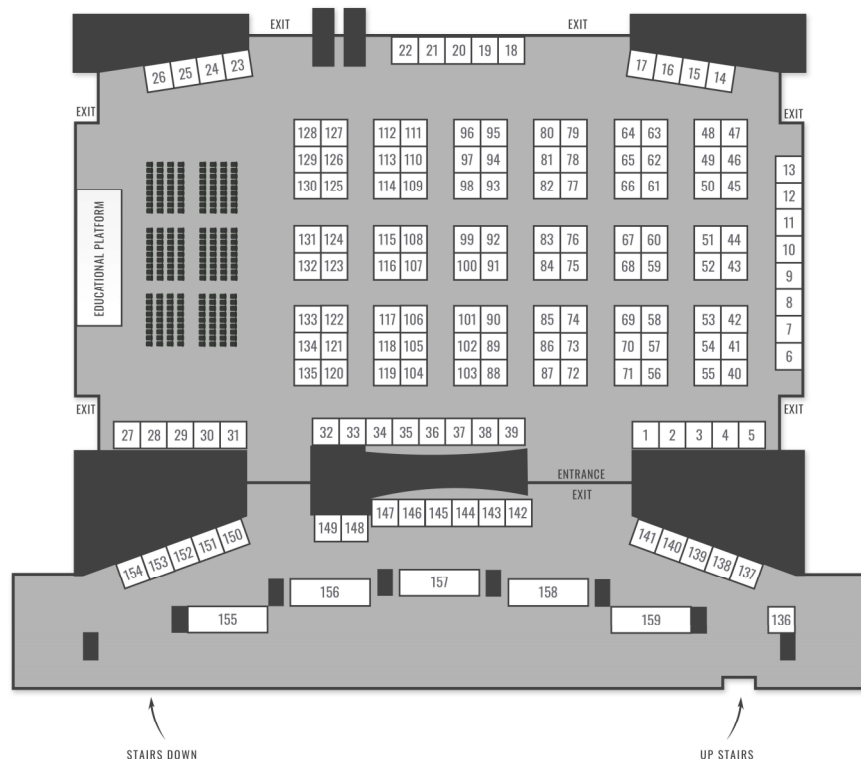 EXIT EXIT
22 21 20 19 18
26 25 24 23
17 16 15 14
EXIT EXIT
128 127 112 111 96 95 80 79 64 63 48 47
129 126 113 110 97 94 81 78 65 62 49 46
130 125 114 109 98 93 82 77 66 61 50 45
13
12
11
10
9
8
7
6
EDUCATIONAL PLATFORM
131 124 115 108 99 92 83 76 67 60 51 44
132 123 116 107 100 91 84 75 68 59 52 43
133 122 117 106 101 90 85 74 69 58 53 42
134 121 118 105 102 89 86 73 70 57 54 41
135 120 119 104 103 88 87 72 71 56 55 40
EXIT EXIT
27 28 29 30 31
32 33 34 35 36 37 38 39
1 2 3 4 5
ENTRANCE
EXIT
149 148
147 146 145 144 143 142
154 153 152 151 150
141 140 139 138 137
155 156 157 158 159
136
STAIRS DOWN
UP STAIRS